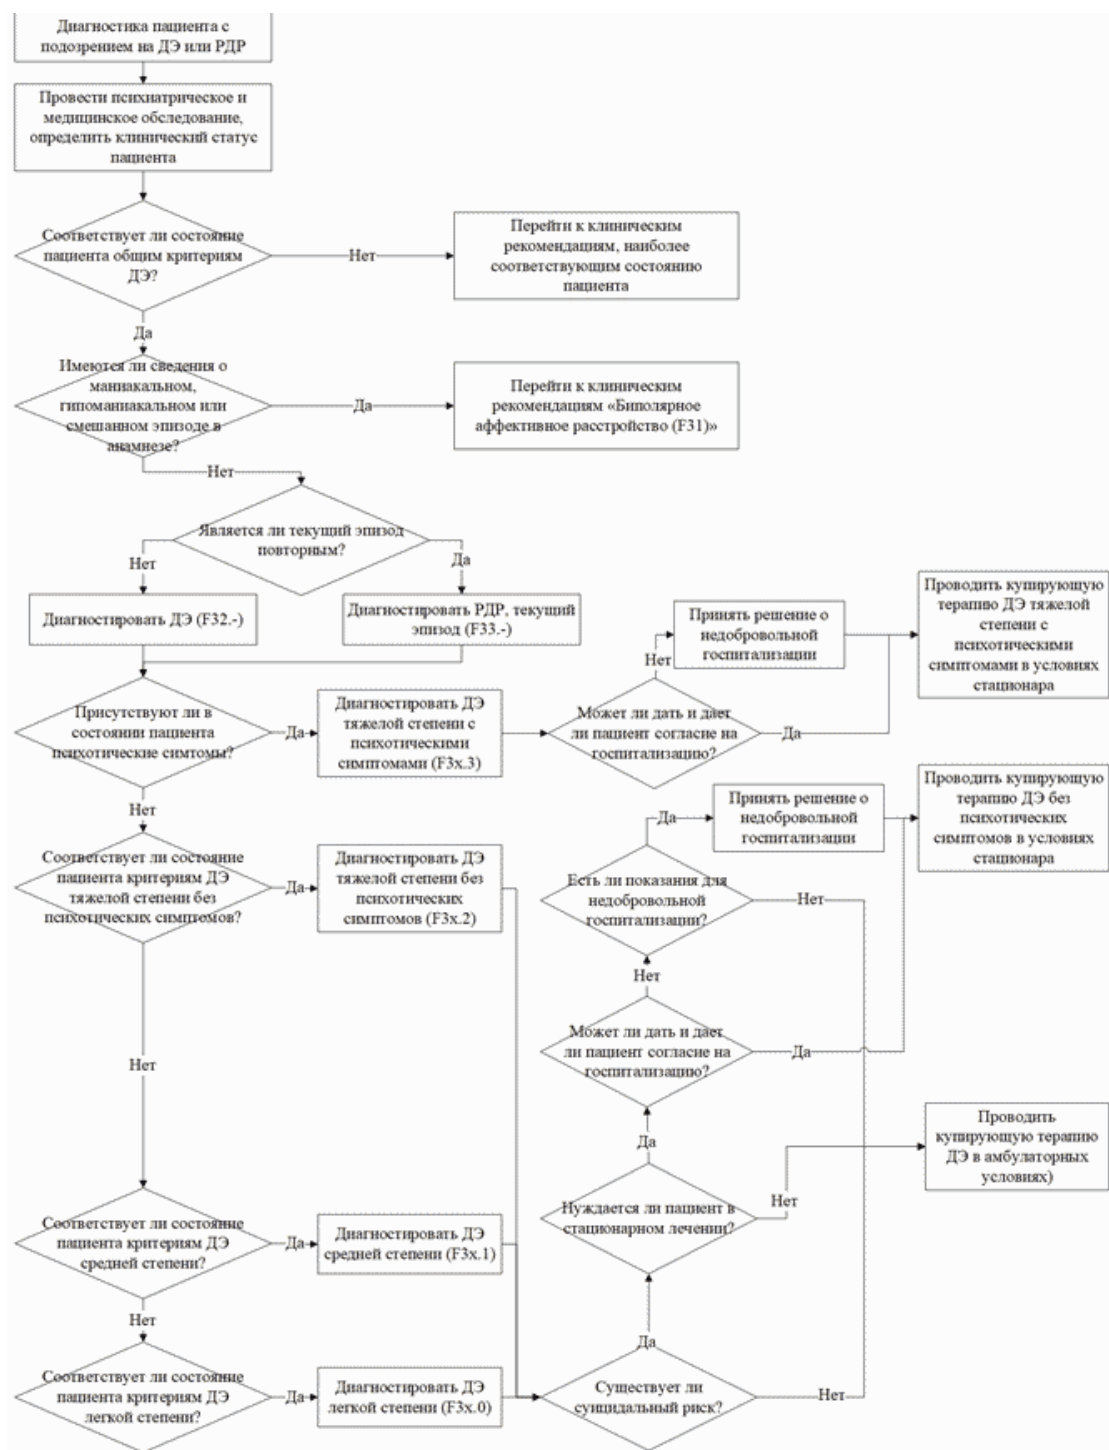 Диагностика пациента с
подозрением на ДЭ или РДР
Провести психиатрическое и
медицинское обследование,
определить клинический статус
пациента
Соответствует ли состояние
пациента общим критериям
ДЭ?
Нет
Перейти к клиническим
рекомендациям, наиболее
соответствующим состоянию
пациента
Да
Имеются ли сведения о
маниакальном,
гипоманиакальном или
смешанном эпизоде в
анамнезе?
Да
Перейти к клиническим
рекомендациям «Биполярное
аффективное расстройство (F31)»
Нет
Является ли текущий эпизод
повторным?
Нет
Да
Диагностировать ДЭ (F32.-)
Диагностировать РДР, текущий
эпизод (F33.-)
Присутствуют ли в
состоянии пациента
психотические симтомы?
Да
Диагностировать ДЭ
тяжелой степени с
психотическими
симптомами (F3x.3)
Может ли дать и дает
ли пациент согласие на
госпитализацию?
Нет
Принять решение о
недобровольной
госпитализации
Да
Проводить купирующую
терапию ДЭ тяжелой
степени с
психотическими
симптомами в условиях
стационара
Нет
Соответствует ли состояние
пациента критериям ДЭ
тяжелой степени без
психотических симптомов?
Да
Диагностировать ДЭ
тяжелой степени без
психотических
симптомов (F3x.2)
Да
Принять решение о
недобровольной
госпитализации
Проводить купирующую
терапию ДЭ без
психотических
симптомов в условиях
стационара
Есть ли показания для
недобровольной
госпитализации?
Нет
Нет
Может ли дать и дает
ли пациент согласие на
госпитализацию?
Да
Нет
Да
Проводить
купирующую терапию
ДЭ в амбулаторных
условиях)
Нуждается ли пациент в
стационарном лечении?
Нет
Соответствует ли состояние
пациента критериям ДЭ
средней степени?
Да
Диагностировать ДЭ
средней степени (F3x.1)
Нет
Да
Соответствует ли состояние
пациента критериям ДЭ
легкой степени?
Да
Диагностировать ДЭ
легкой степени (F3x.0)
Существует ли
суицидальный риск?
Нет